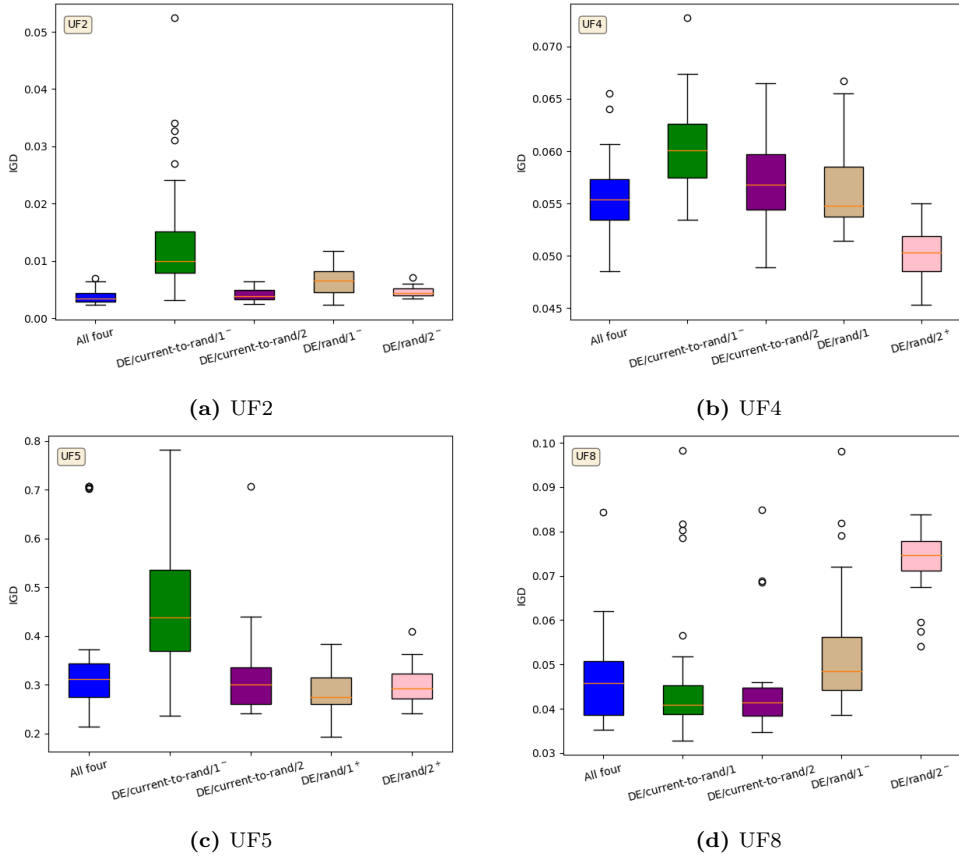 UF2
0.05
0.04
0.03
0.02
0.01
0.00
IGD
All four
DE/current-to-rand/1⁻
DE/current-to-rand/2
DE/rand/1⁻
DE/rand/2⁻
(a) UF2
UF4
0.070
0.065
0.060
0.055
0.050
0.045
IGD
All four
DE/current-to-rand/1⁻
DE/current-to-rand/2
DE/rand/1
DE/rand/2⁺
(b) UF4
UF5
0.8
0.7
0.6
0.5
0.4
0.3
0.2
IGD
All four
DE/current-to-rand/1⁻
DE/current-to-rand/2
DE/rand/1⁺
DE/rand/2⁺
(c) UF5
UF8
0.10
0.09
0.08
0.07
0.06
0.05
0.04
0.03
IGD
All four
DE/current-to-rand/1
DE/current-to-rand/2
DE/rand/1⁻
DE/rand/2⁻
(d) UF8